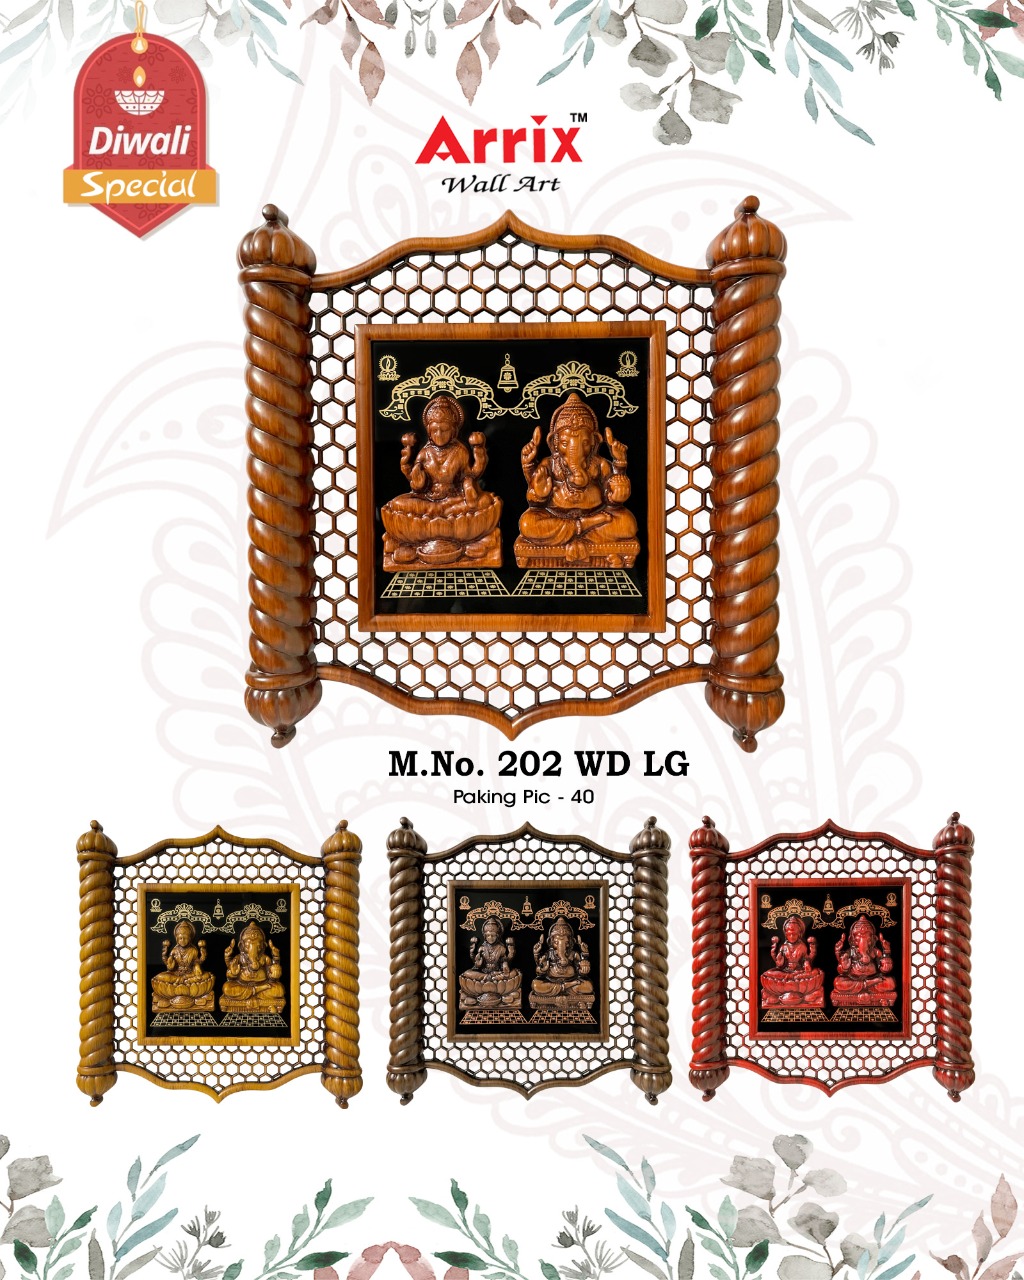 Diwali
Special
Arrix™
Wall Art
M.No. 202 WD LG
Paking Pic - 40